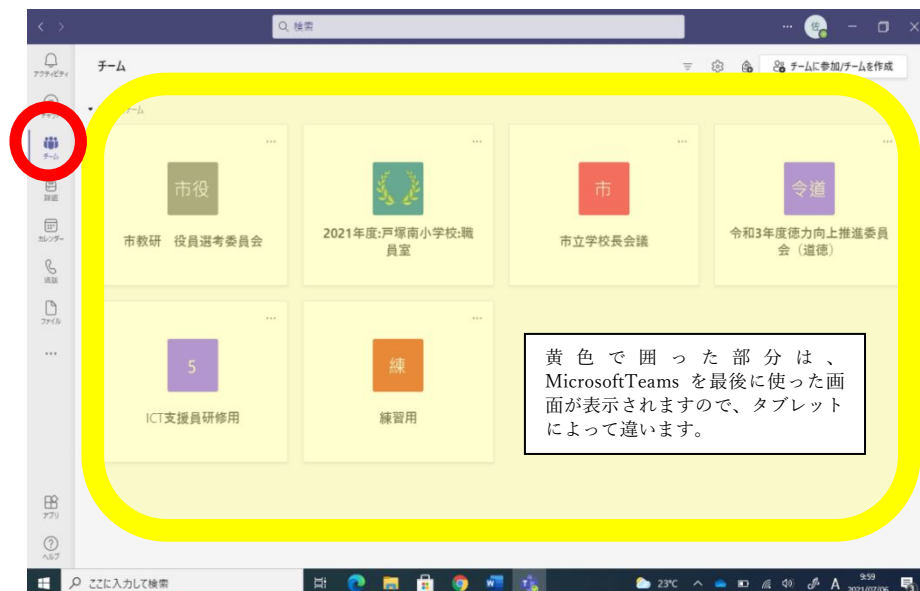 検索
佐
アクティビティ
チーム
チームに参加/チームを作成
チーム
課題
カレンダー
通話
ファイル
アプリ
ヘルプ
市役
市教研 役員選考委員会
2021年度:戸塚南小学校:職
員室
市
市立学校長会議
令道
令和3年度徳力向上推進委員
会(道徳)
5
ICT支援員研修用
練
練習用
黄色で囲った部分は、
MicrosoftTeams を最後に使った画
面が表示されますので、タブレット
によって違います。
ここに入力して検索
23℃
A
9:59
2021/07/06